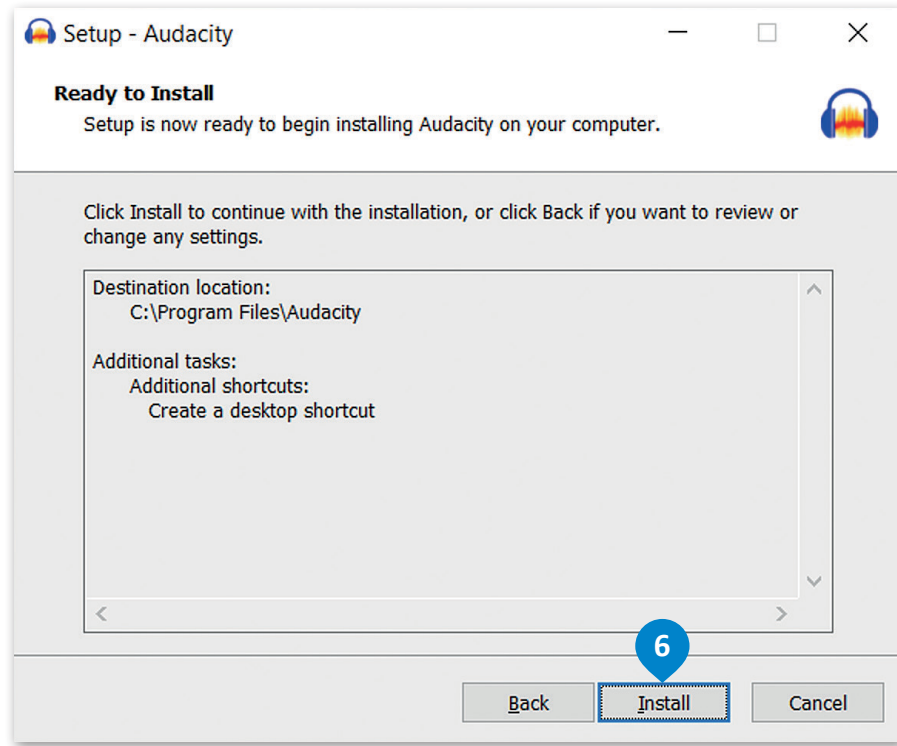 Setup - Audacity
Ready to Install
Setup is now ready to begin installing Audacity on your computer.
Click Install to continue with the installation, or click Back if you want to review or
change any settings.
Destination location:
C:\Program Files\Audacity
Additional tasks:
Additional shortcuts:
Create a desktop shortcut
6
Back Install Cancel